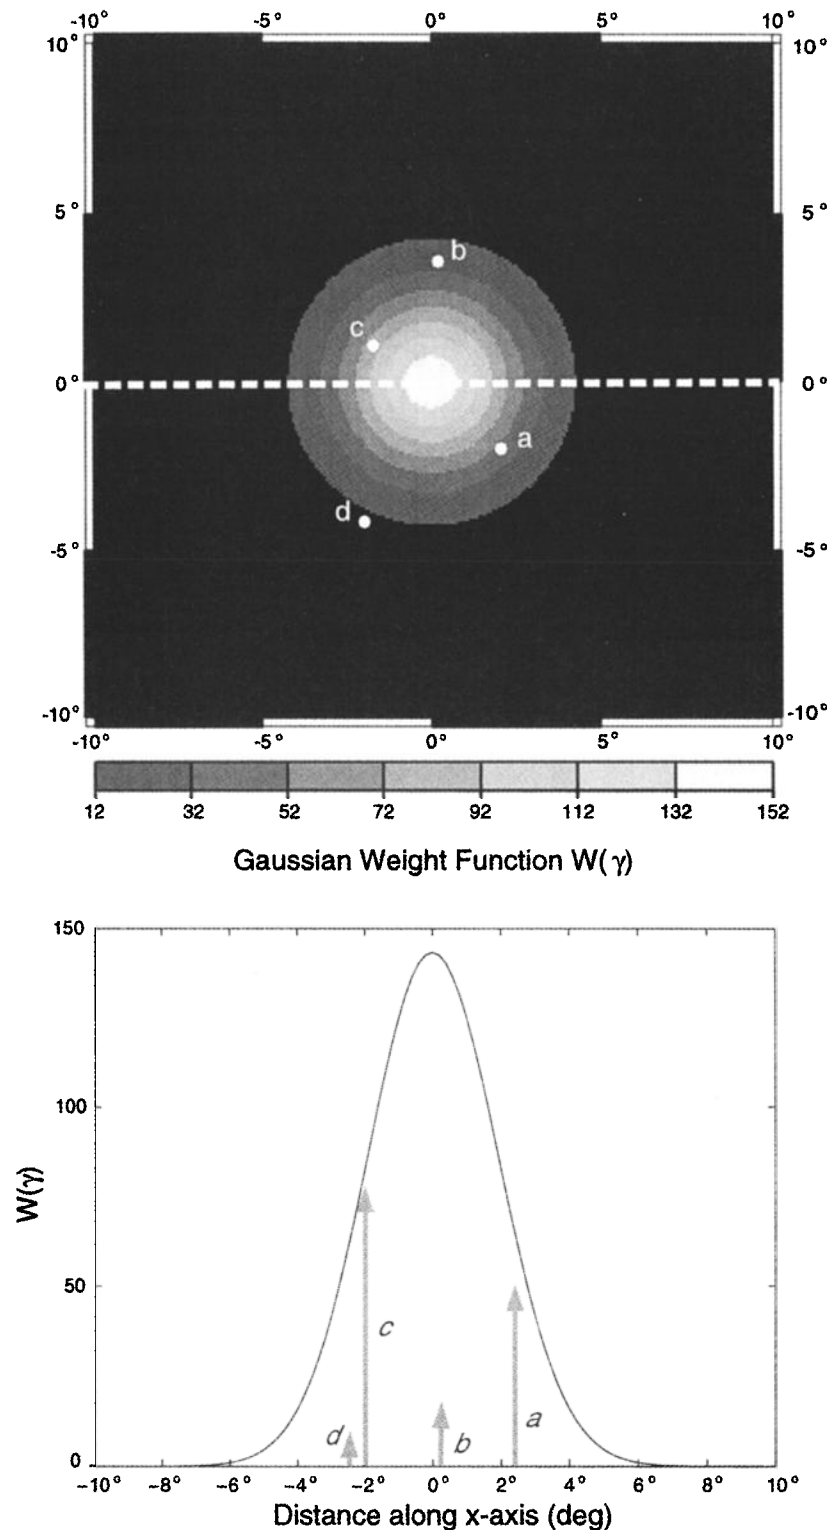 -10° -5° 0° 5° 10°
10° 10°
b
5° 5°
c
0° 0°
a
d
-5° -5°
-10° -10°
-10° -5° 0° 5° 10°
12 32 52 72 92 112 132 152
Gaussian Weight Function W(γ)
150
100
W(γ)
50
c
d b a
0
-10° -8° -6° -4° -2° 0° 2° 4° 6° 8° 10°
Distance along x-axis (deg)